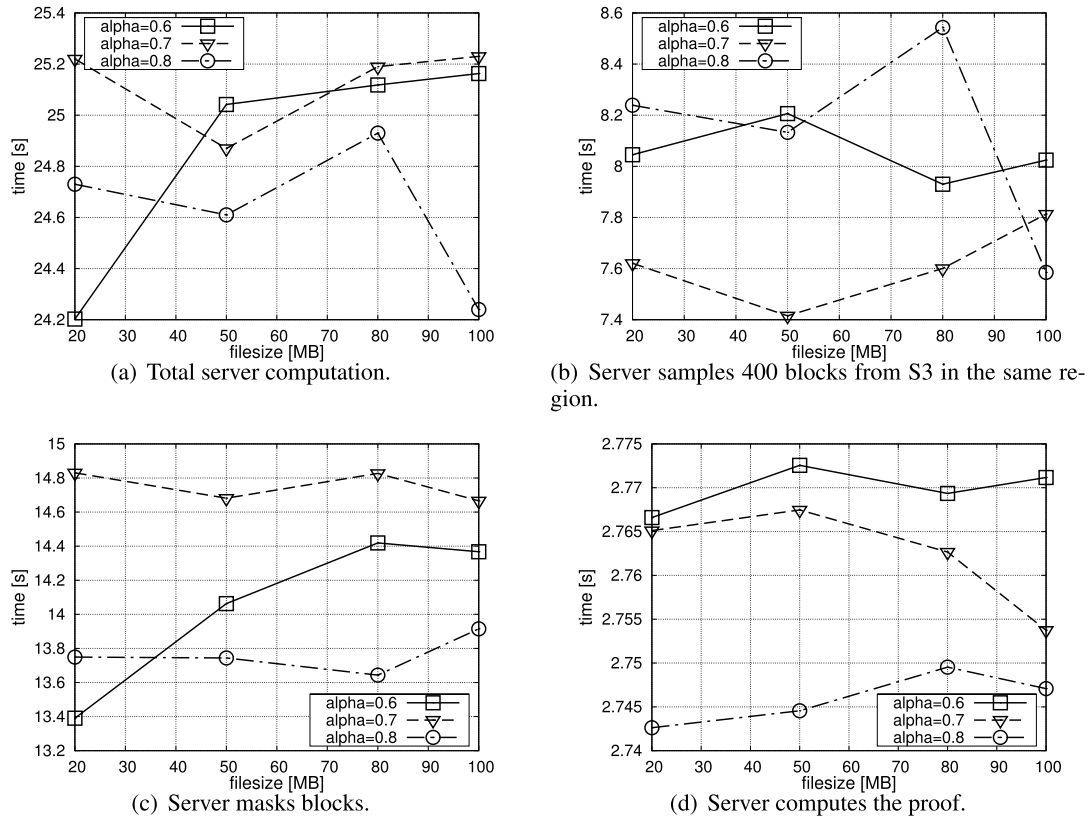 25.4
25.2
25
24.8
24.6
24.4
24.2
time [s]
alpha=0.6
alpha=0.7
alpha=0.8
20 30 40 50 60 70 80 90 100
filesize [MB]
(a) Total server computation.
8.6
8.4
8.2
8
7.8
7.6
7.4
time [s]
alpha=0.6
alpha=0.7
alpha=0.8
20 30 40 50 60 70 80 90 100
filesize [MB]
(b) Server samples 400 blocks from S3 in the same re-
gion.
15
14.8
14.6
14.4
14.2
14
13.8
13.6
13.4
13.2
time [s]
alpha=0.6
alpha=0.7
alpha=0.8
20 30 40 50 60 70 80 90 100
filesize [MB]
(c) Server masks blocks.
2.775
2.77
2.765
2.76
2.755
2.75
2.745
2.74
time [s]
alpha=0.6
alpha=0.7
alpha=0.8
20 30 40 50 60 70 80 90 100
filesize [MB]
(d) Server computes the proof.